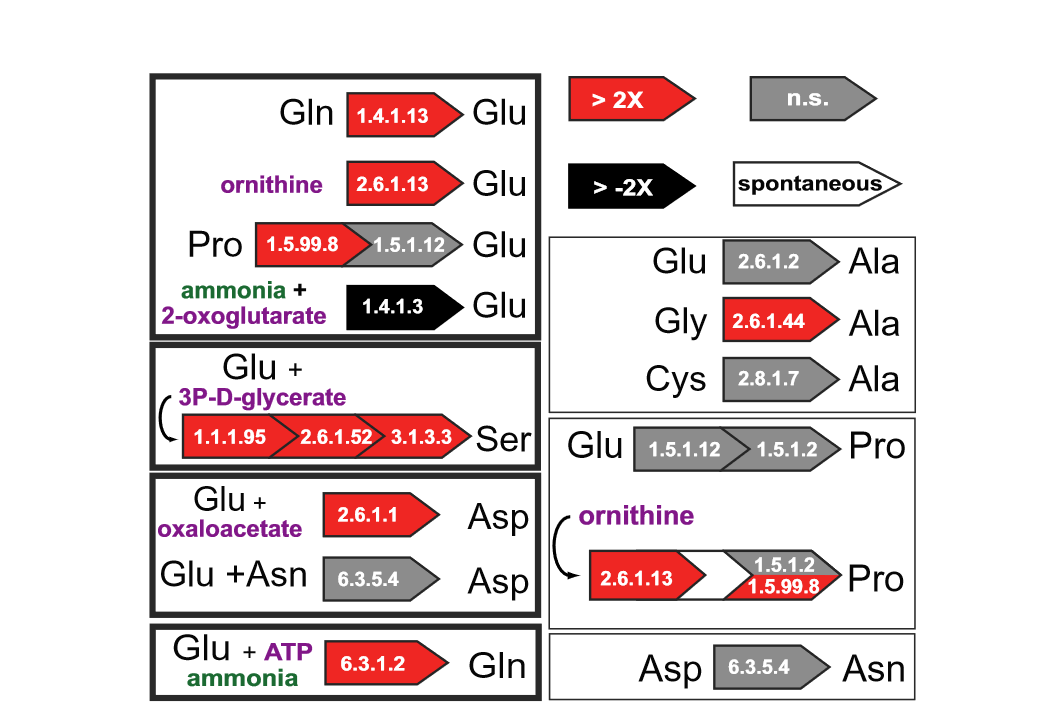 Gln 1.4.1.13 Glu
ornithine 2.6.1.13 Glu
Pro 1.5.99.8 1.5.1.12 Glu
ammonia +
2-oxoglutarate 1.4.1.3 Glu
Glu +
3P-D-glycerate
1.1.1.95 2.6.1.52 3.1.3.3 Ser
Glu +
oxaloacetate 2.6.1.1 Asp
Glu +Asn 6.3.5.4 Asp
Glu + ATP
ammonia 6.3.1.2 Gln
> 2X n.s.
> -2X spontaneous
Glu 2.6.1.2 Ala
Gly 2.6.1.44 Ala
Cys 2.8.1.7 Ala
Glu 1.5.1.12 1.5.1.2 Pro
ornithine
2.6.1.13 1.5.1.2 Pro
1.5.99.8
Asp 6.3.5.4 Asn